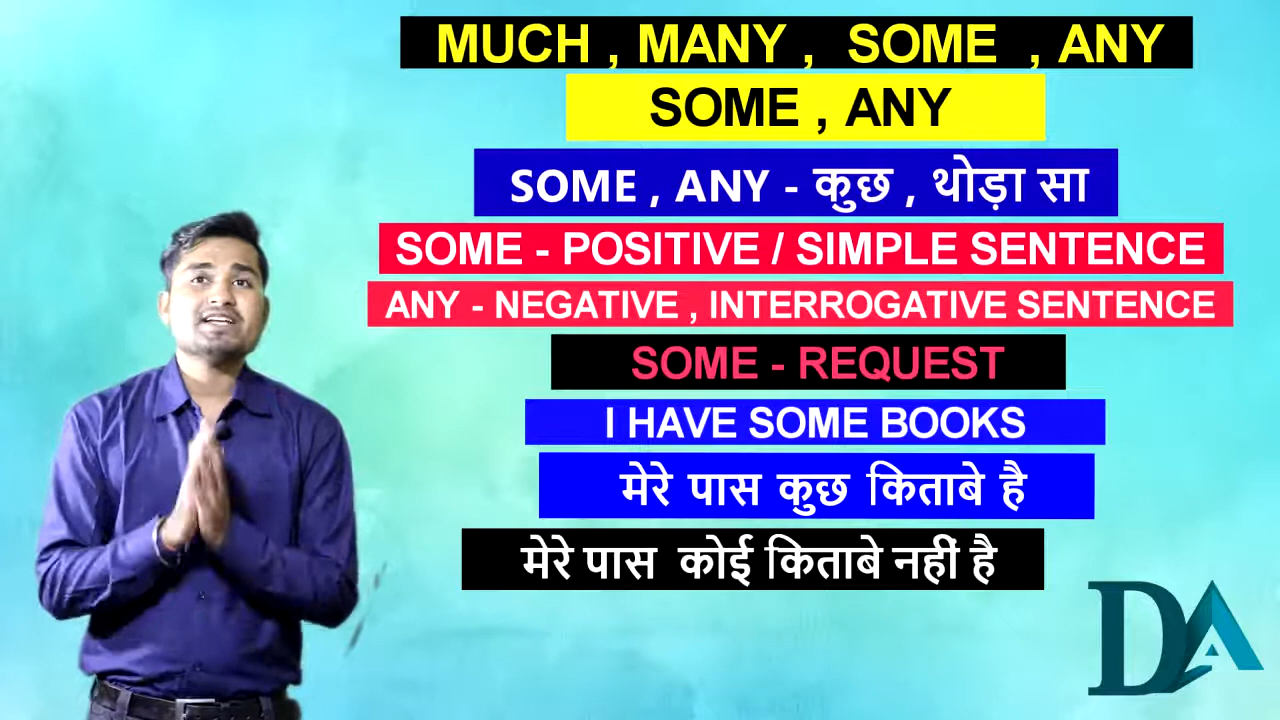 MUCH , MANY , SOME , ANY
SOME , ANY
SOME , ANY - कुछ , थोड़ा सा
SOME - POSITIVE / SIMPLE SENTENCE
ANY - NEGATIVE , INTERROGATIVE SENTENCE
SOME - REQUEST
I HAVE SOME BOOKS
मेरे पास कुछ किताबे है
मेरे पास कोई किताबे नहीं है
DA